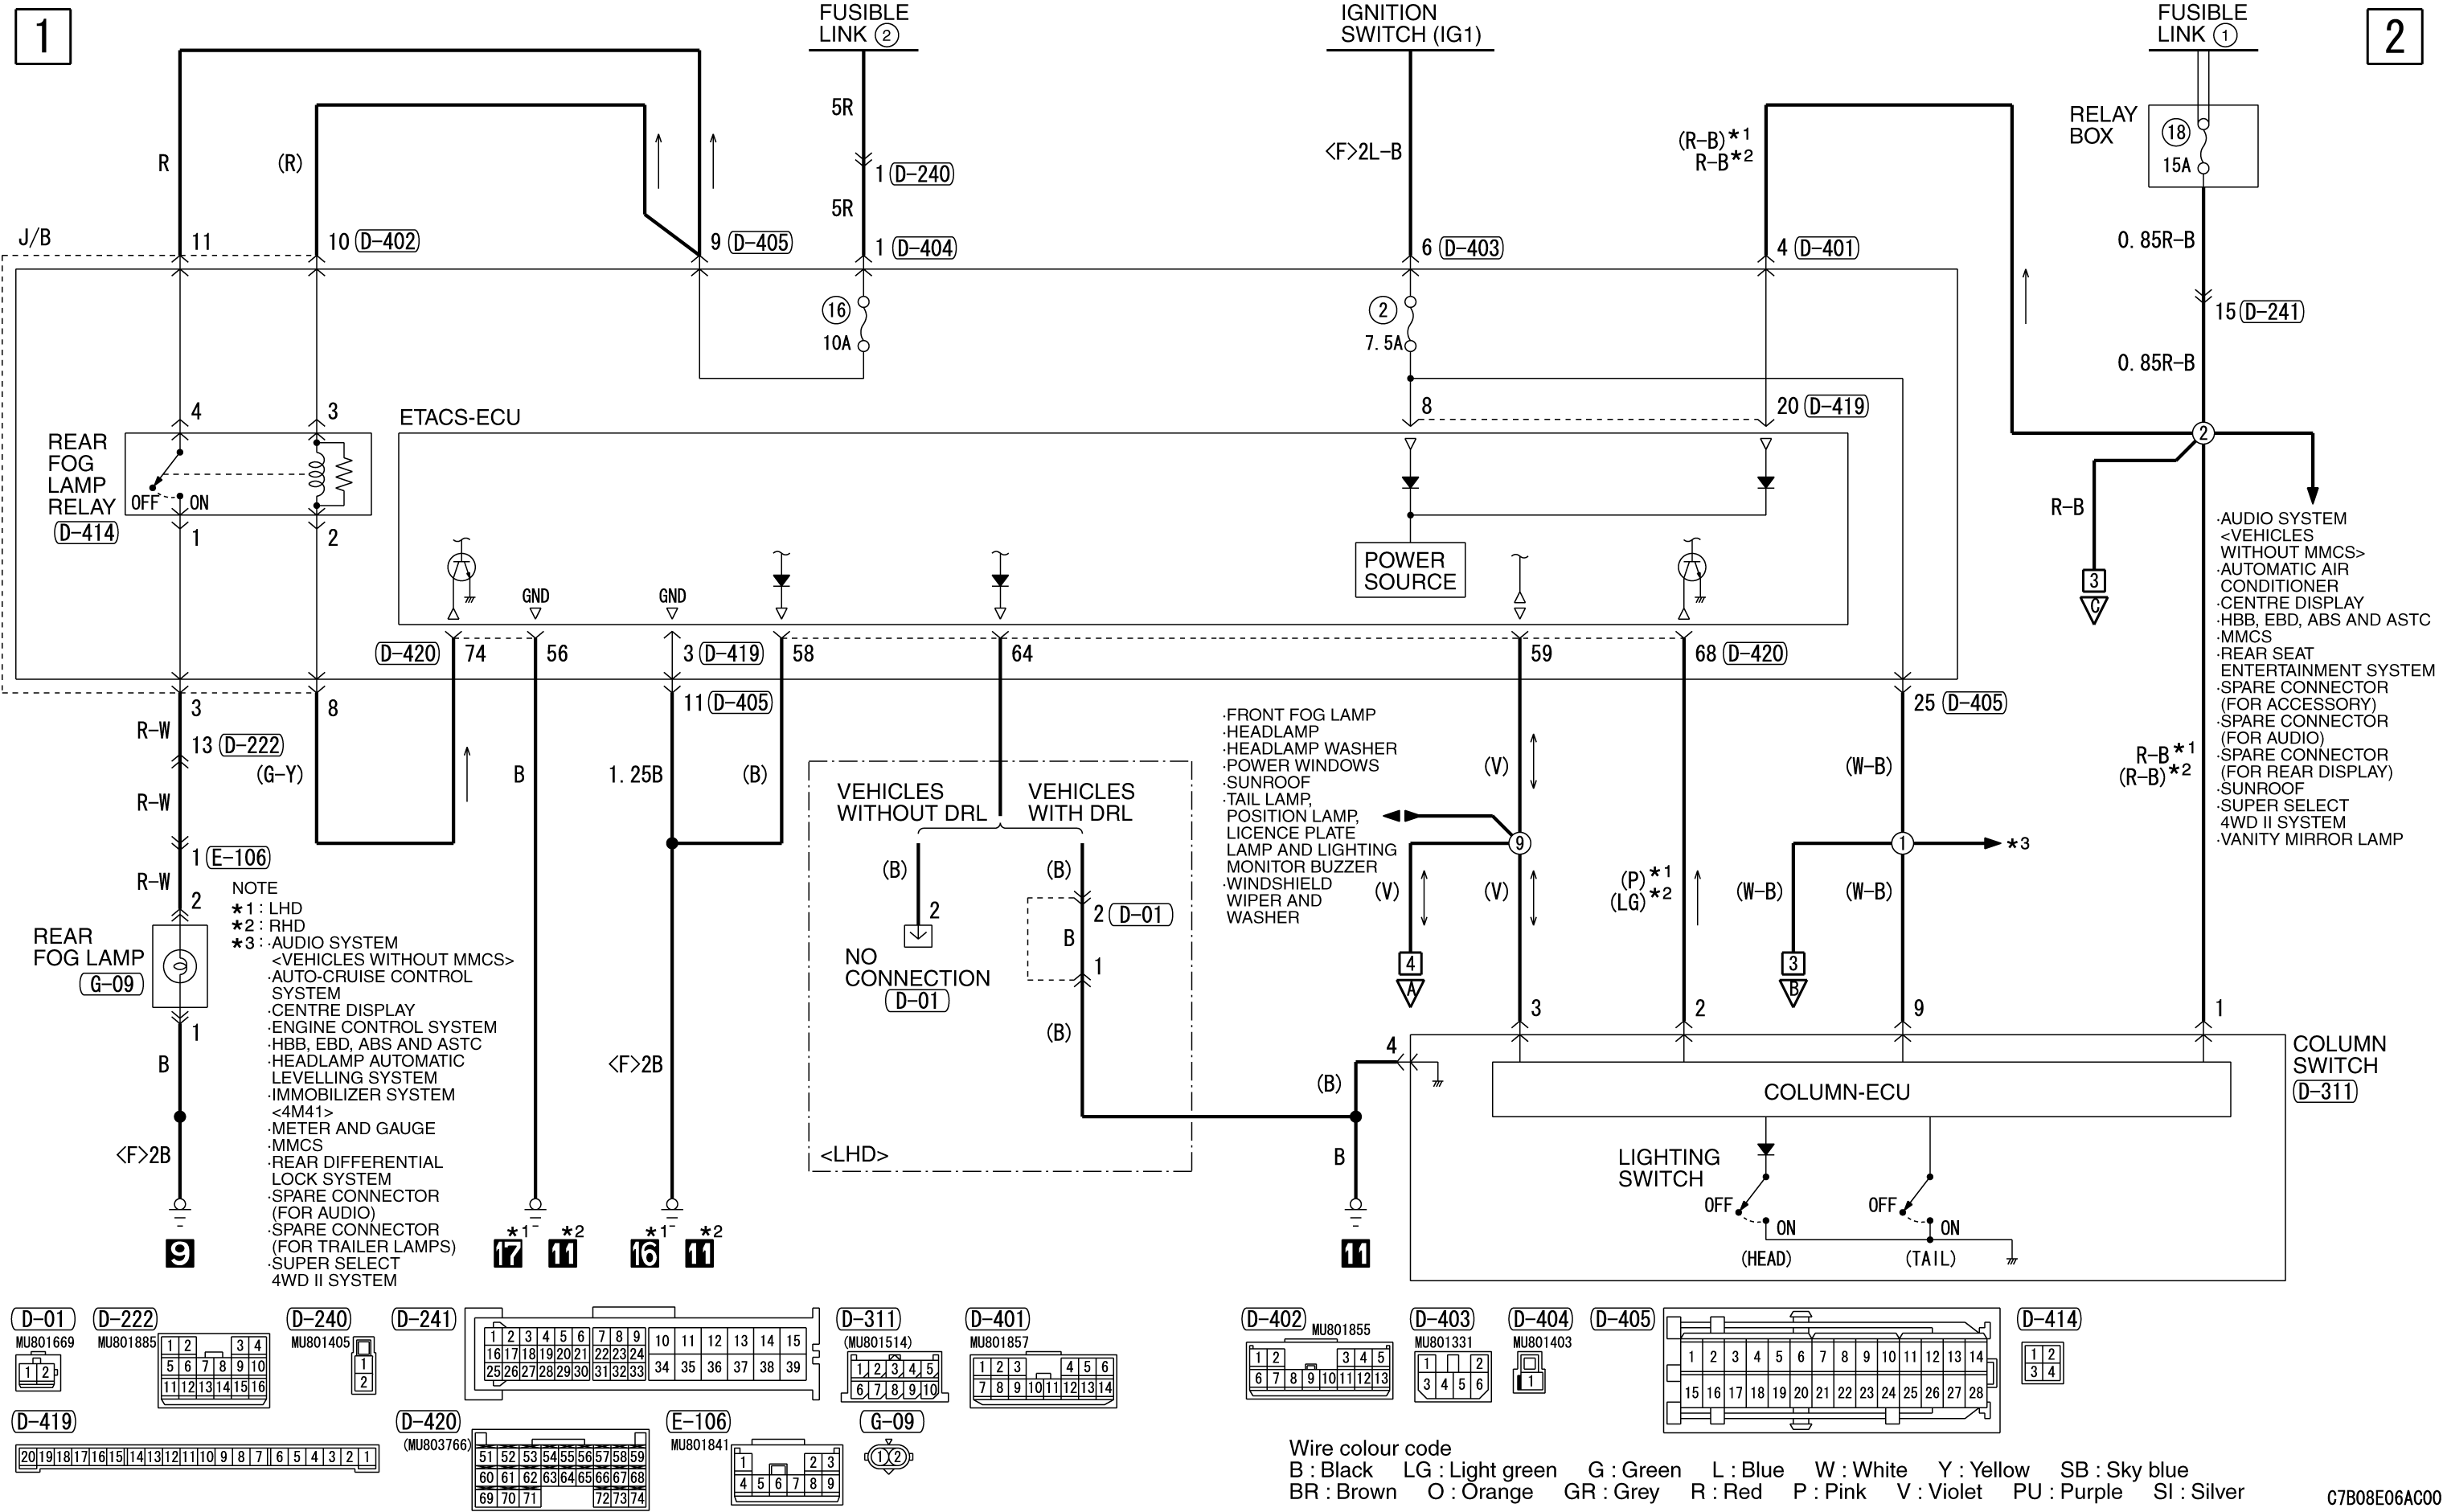 1
FUSIBLE
LINK ②
IGNITION
SWITCH (IG1)
FUSIBLE
LINK ①
2
5R
R
(R)
<F>2L-B
(R-B)*1
R-B*2
RELAY
BOX
18
15A
1 D-240
5R
J/B
11
10 D-402
9 D-405
1 D-404
6 D-403
4 D-401
0. 85R-B
16
10A
2
7. 5A
15 D-241
0. 85R-B
4
3
ETACS-ECU
8
20 D-419
2
REAR
FOG
LAMP
RELAY
D-414
OFF
ON
1
2
R-B
3
C
·AUDIO SYSTEM
<VEHICLES
WITHOUT MMCS>
·AUTOMATIC AIR
CONDITIONER
·CENTRE DISPLAY
·HBB, EBD, ABS AND ASTC
·MMCS
·REAR SEAT
ENTERTAINMENT SYSTEM
·SPARE CONNECTOR
(FOR ACCESSORY)
·SPARE CONNECTOR
(FOR AUDIO)
·SPARE CONNECTOR
(FOR REAR DISPLAY)
·SUNROOF
·SUPER SELECT
4WD II SYSTEM
·VANITY MIRROR LAMP
POWER
SOURCE
GND
GND
D-420 74
56
3 D-419
58
64
59
68 D-420
3
8
11 D-405
25 D-405
R-W
13 D-222
(G-Y)
R-W
B
1. 25B
(B)
·FRONT FOG LAMP
·HEADLAMP
·HEADLAMP WASHER
·POWER WINDOWS
·SUNROOF
·TAIL LAMP,
POSITION LAMP,
LICENCE PLATE
LAMP AND LIGHTING
MONITOR BUZZER
·WINDSHIELD
WIPER AND
WASHER
(V)
(W-B)
R-B*1
(R-B)*2
VEHICLES
WITHOUT DRL
VEHICLES
WITH DRL
9
1
*3
1 E-106
R-W
2
(B)
(B)
(V)
(V)
(P)*1
(LG)*2
(W-B)
(W-B)
2
2 D-01
B
1
NO
CONNECTION
D-01
(B)
<LHD>
4
A
3
B
REAR
FOG LAMP
G-09
1
B
<F>2B
9
NOTE
*1 : LHD
*2 : RHD
*3 : ·AUDIO SYSTEM
<VEHICLES WITHOUT MMCS>
·AUTO-CRUISE CONTROL
SYSTEM
·CENTRE DISPLAY
·ENGINE CONTROL SYSTEM
·HBB, EBD, ABS AND ASTC
·HEADLAMP AUTOMATIC
LEVELLING SYSTEM
·IMMOBILIZER SYSTEM
<4M41>
·METER AND GAUGE
·MMCS
·REAR DIFFERENTIAL
LOCK SYSTEM
·SPARE CONNECTOR
(FOR AUDIO)
·SPARE CONNECTOR
(FOR TRAILER LAMPS)
·SUPER SELECT
4WD II SYSTEM
<F>2B
*1 *2
17 11
*1 *2
16 11
3
2
9
1
4
(B)
B
11
COLUMN
SWITCH
D-311
COLUMN-ECU
LIGHTING
SWITCH
OFF
ON
(HEAD)
OFF
ON
(TAIL)
D-01
MU801669
1 2
D-222
MU801885
1 2 3 4
5 6 7 8 9 10
11 12 13 14 15 16
D-240
MU801405
1
2
D-241
1 2 3 4 5 6 7 8 9 10 11 12 13 14 15
16 17 18 19 20 21 22 23 24
25 26 27 28 29 30 31 32 33 34 35 36 37 38 39
D-311
(MU801514)
1 2 3 4 5
6 7 8 9 10
D-401
MU801857
1 2 3 4 5 6
7 8 9 10 11 12 13 14
D-402
MU801855
1 2 3 4 5
6 7 8 9 10 11 12 13
D-403
MU801331
1 2
3 4 5 6
D-404
MU801403
1
D-405
1 2 3 4 5 6 7 8 9 10 11 12 13 14
15 16 17 18 19 20 21 22 23 24 25 26 27 28
D-414
1 2
3 4
D-419
20 19 18 17 16 15 14 13 12 11 10 9 8 7 6 5 4 3 2 1
D-420
(MU803766)
51 52 53 54 55 56 57 58 59
60 61 62 63 64 65 66 67 68
69 70 71 72 73 74
E-106
MU801841
1 2 3
4 5 6 7 8 9
G-09
1 2
Wire colour code
B : Black LG : Light green G : Green L : Blue W : White Y : Yellow SB : Sky blue
BR : Brown O : Orange GR : Grey R : Red P : Pink V : Violet PU : Purple SI : Silver
C7B08E06AC00